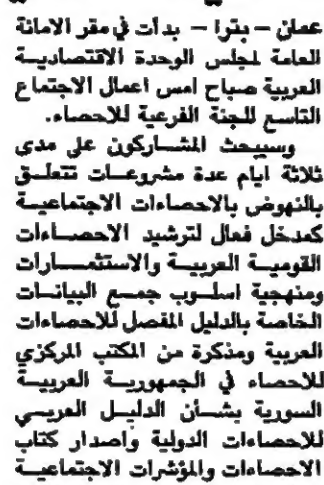 عمان – بترا – بدأت في مقر الامانة
العامة لمجلس الوحدة الاقتصادية
العربية صباح امس اعمال الاجتماع
التاسع للجنة الفرعية للاحصاء.
وسيبحث المشاركون على مدى
ثلاثة ايام عدة مشروعات تتعلق
بالنهوض بالاحصاءات الاجتماعية
كمدخل فعال لترشيد الاحصاءات
القومية العربية والاستثمارات
ومنهجية اسلوب جمع البيانات
الخاصة بالدليل المفصل للاحصاءات
العربية ومذكرة من المكتب المركزي
للاحصاء في الجمهورية العربية
السورية بشأن الدليل العربي
للاحصاءات الدولية واصدار كتاب
الاحصاءات والمؤشرات الاجتماعية